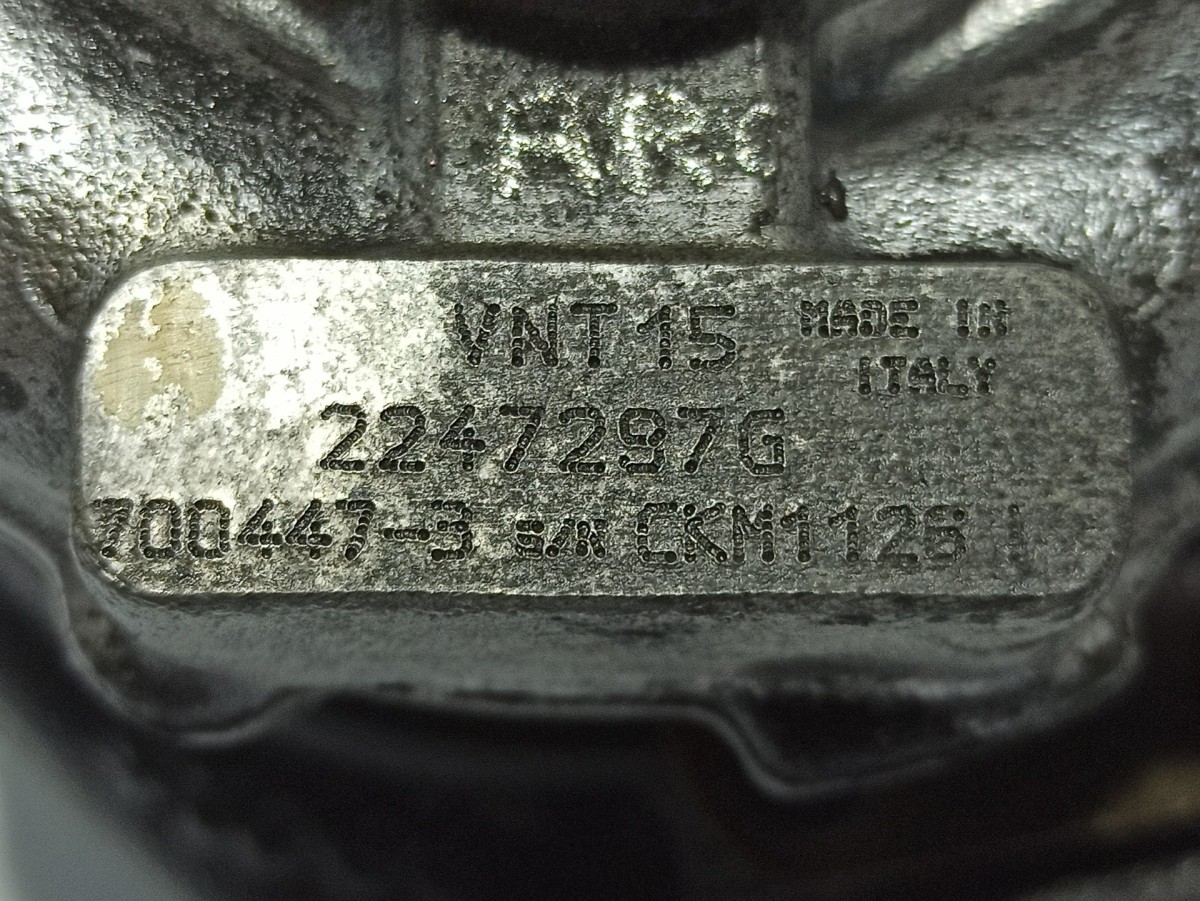 VNT15 MADE IN
ITALY
2247297G
700447-3 S/N CKM1126